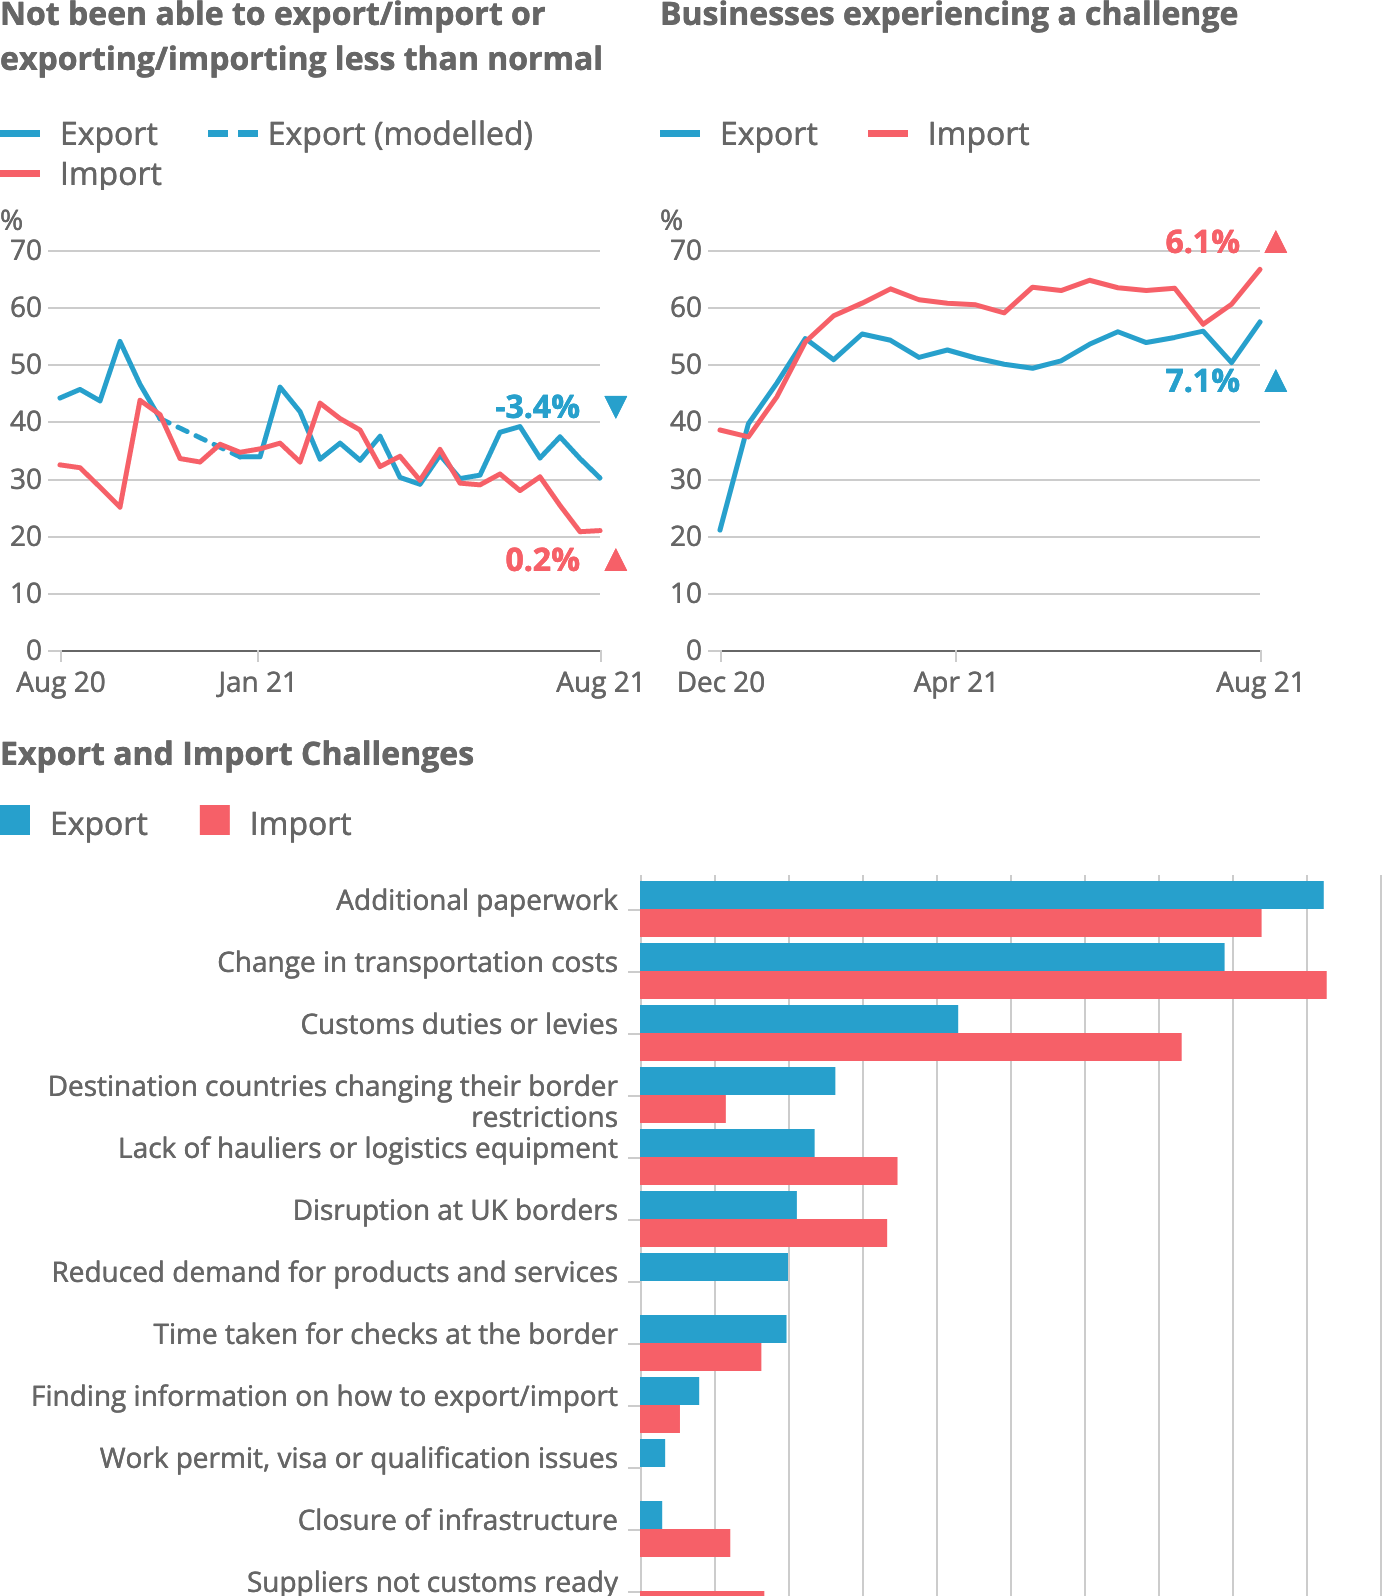 Not been able to export/import or
exporting/importing less than normal
Export
Export (modelled)
Import
%
70
60
50
40
30
20
10
0
-3.4% ▼
0.2% ▲
Aug 20
Jan 21
Aug 21
Businesses experiencing a challenge
Export
Import
%
70
60
50
40
30
20
10
0
6.1% ▲
7.1% ▲
Dec 20
Apr 21
Aug 21
Export and Import Challenges
Export
Import
Additional paperwork
Change in transportation costs
Customs duties or levies
Destination countries changing their border
restrictions
Lack of hauliers or logistics equipment
Disruption at UK borders
Reduced demand for products and services
Time taken for checks at the border
Finding information on how to export/import
Work permit, visa or qualification issues
Closure of infrastructure
Suppliers not customs ready